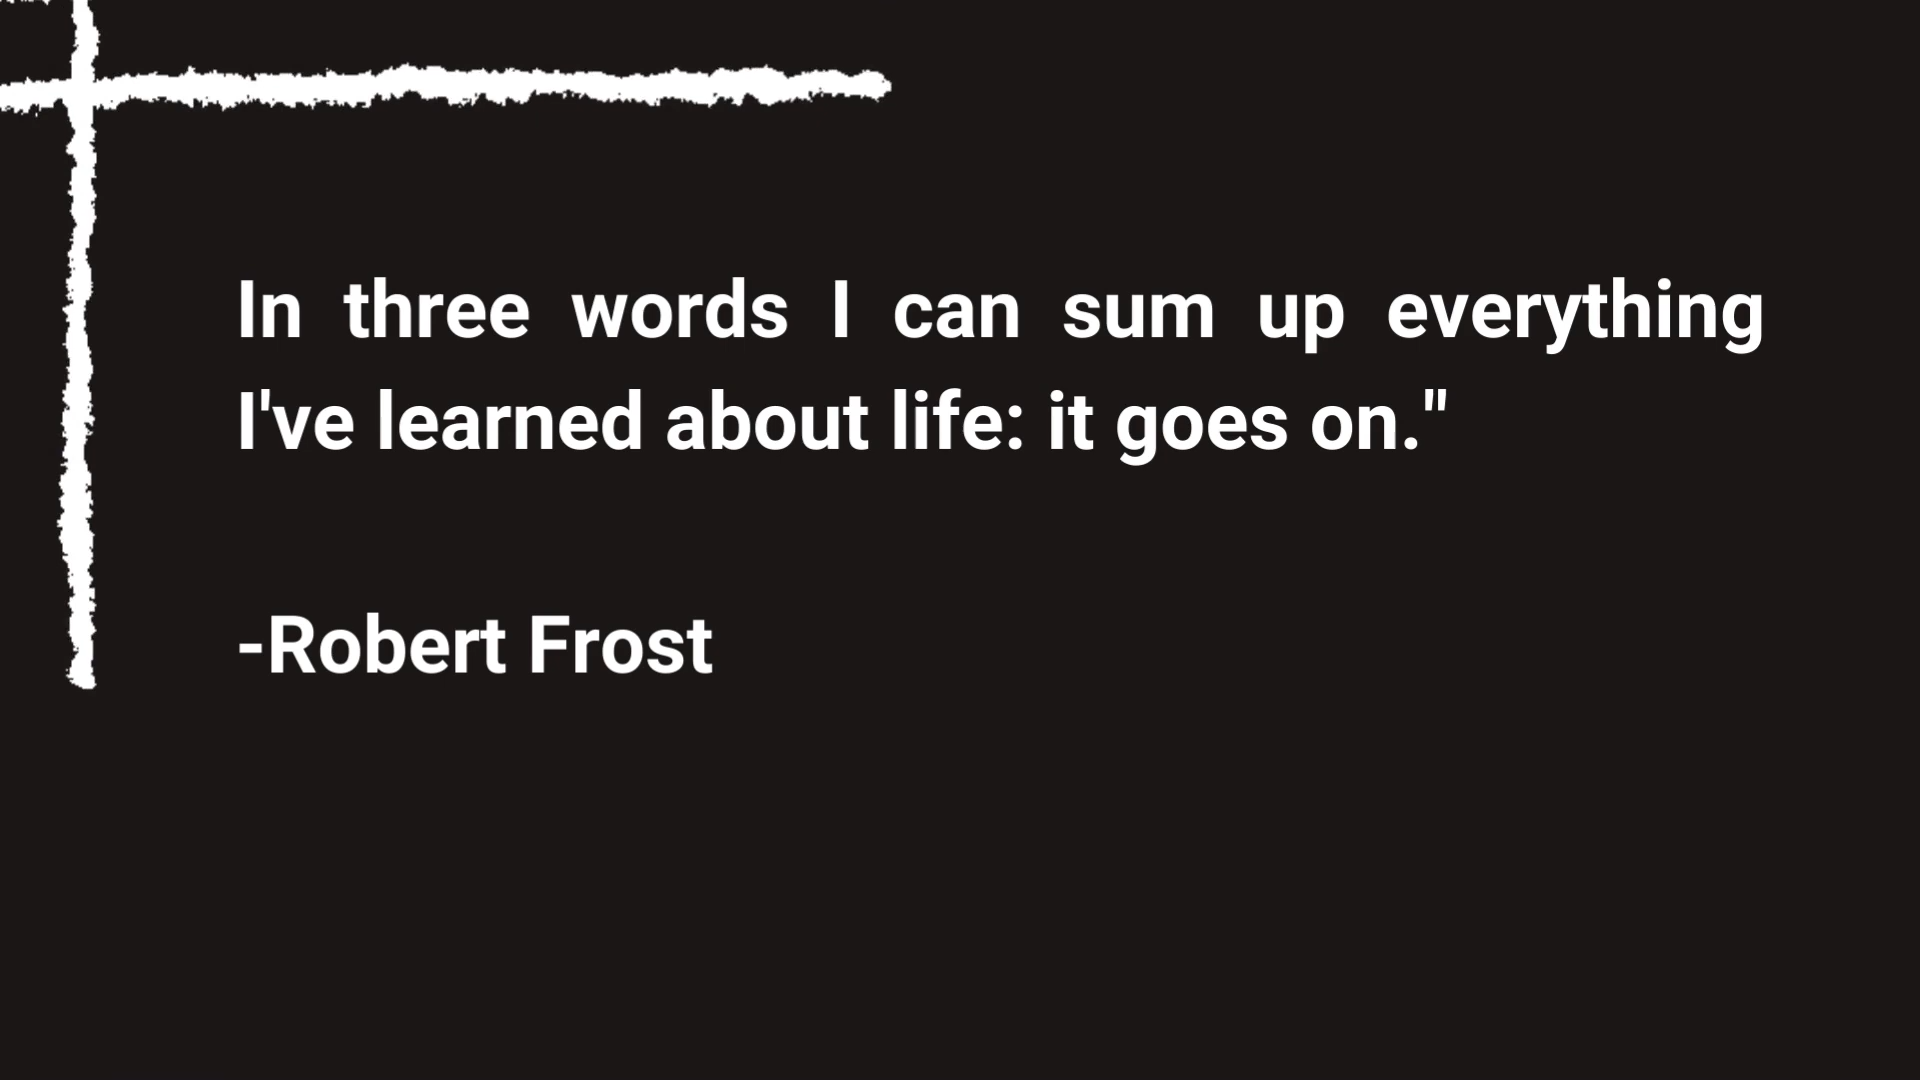 In three words I can sum up everything
I've learned about life: it goes on."
-Robert Frost